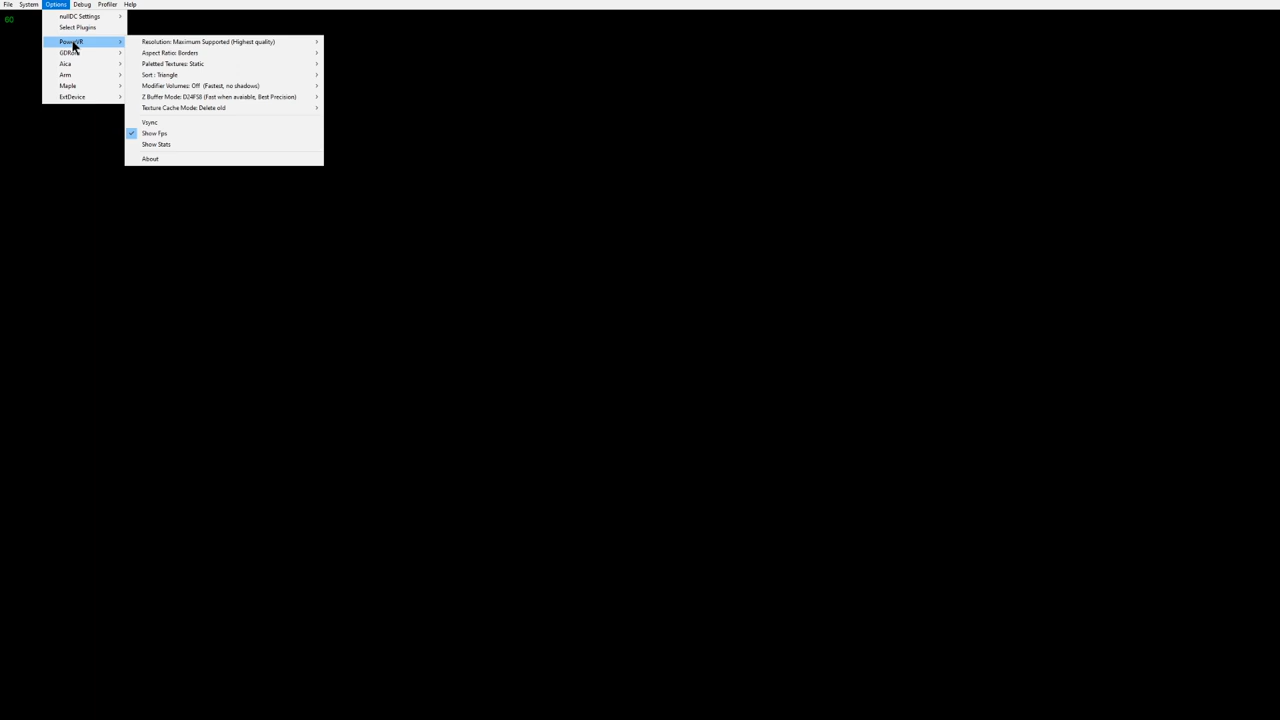 File System Options Debug Profiler Help
60
nullDC Settings
Select Plugins
PowerVR
GDRom
Aica
Arm
Maple
ExtDevice
Resolution: Maximum Supported (Highest quality)
Aspect Ratio: Borders
Paletted Textures: Static
Sort : Triangle
Modifier Volumes: Off (Fastest, no shadows)
Z Buffer Mode: D24FS8 (Fast when avaiable, Best Precision)
Texture Cache Mode: Delete old
Vsync
Show Fps
Show Stats
About